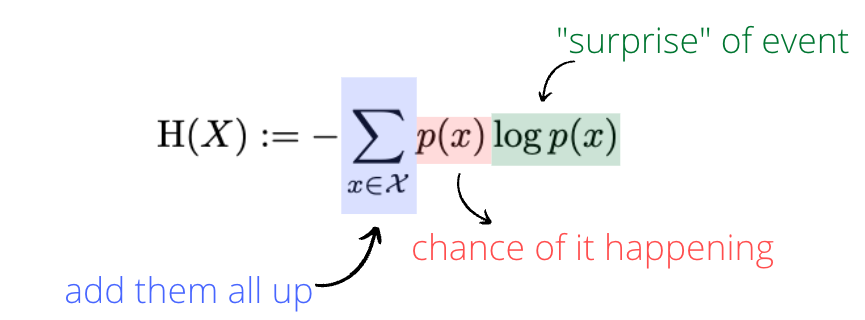 "surprise" of event
H(X) := − ∑ p(x) log p(x)
x∈𝒳
chance of it happening
add them all up